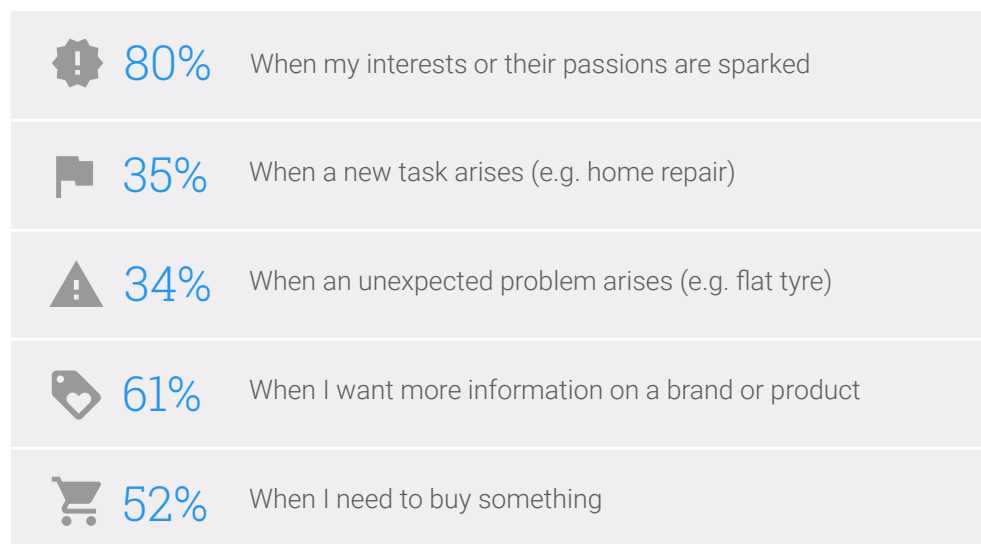 80% When my interests or their passions are sparked
35% When a new task arises (e.g. home repair)
34% When an unexpected problem arises (e.g. flat tyre)
61% When I want more information on a brand or product
52% When I need to buy something